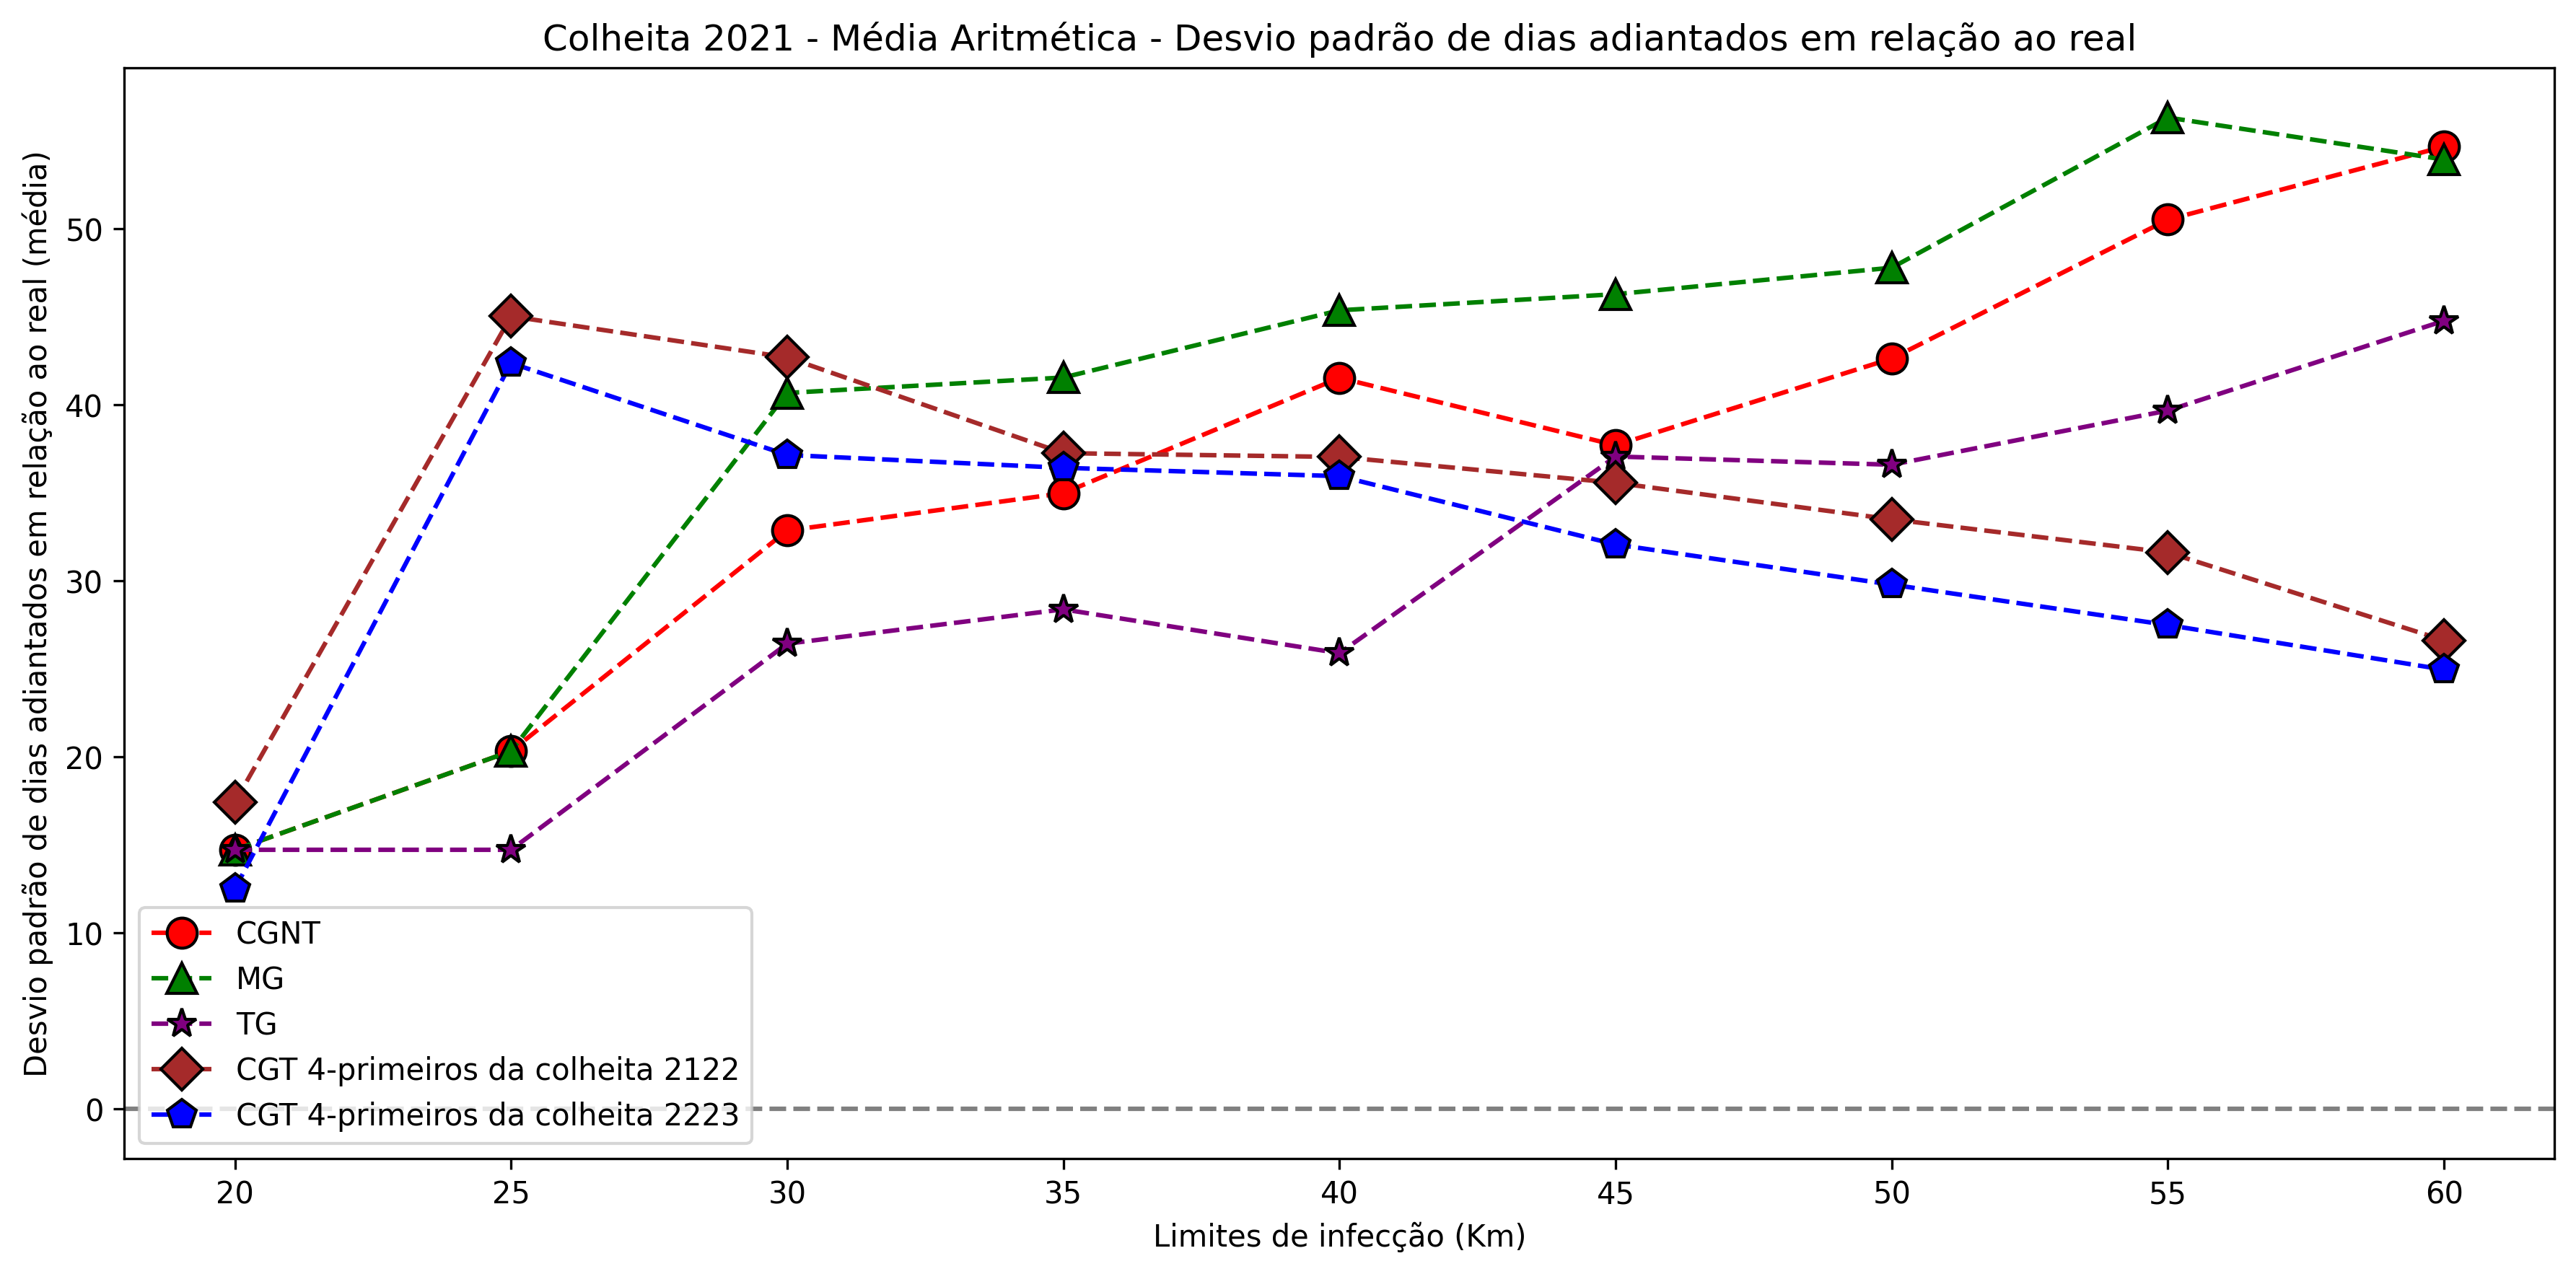 Colheita 2021 - Média Aritmética - Desvio padrão de dias adiantados em relação ao real
Desvio padrão de dias adiantados em relação ao real (média)
50
40
30
20
10
0
CGNT
MG
TG
CGT 4-primeiros da colheita 2122
CGT 4-primeiros da colheita 2223
20 25 30 35 40 45 50 55 60
Limites de infecção (Km)